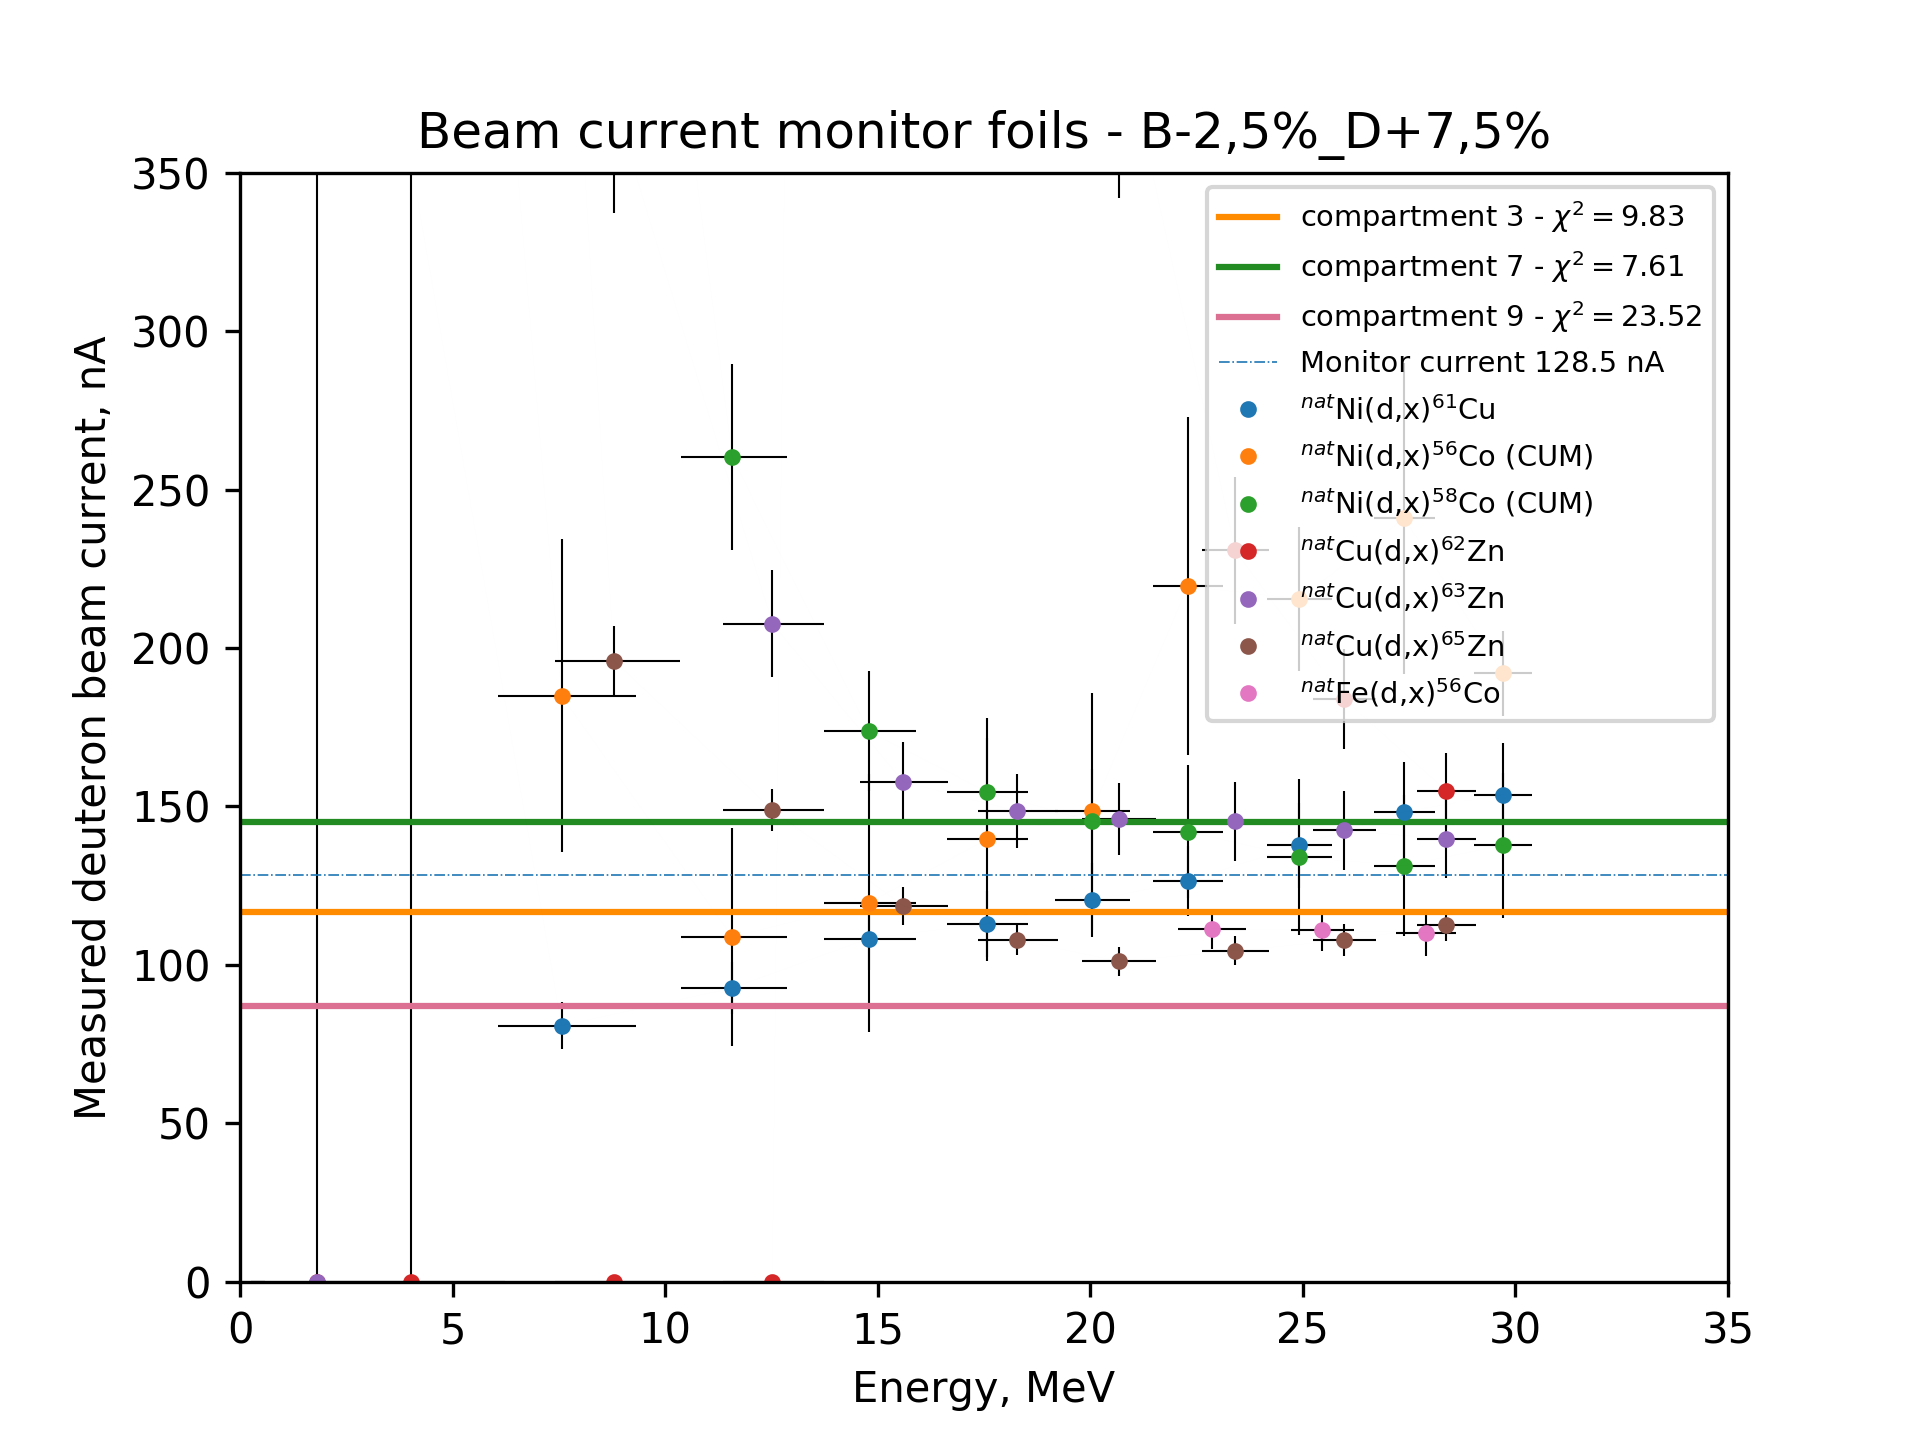 Beam current monitor foils - B-2,5%_D+7,5%
350
300
250
200
150
100
50
0
Measured deuteron beam current, nA
compartment 3 - χ² = 9.83
compartment 7 - χ² = 7.61
compartment 9 - χ² = 23.52
Monitor current 128.5 nA
ⁿᵃᵗNi(d,x)⁶¹Cu
ⁿᵃᵗNi(d,x)⁵⁶Co (CUM)
ⁿᵃᵗNi(d,x)⁵⁸Co (CUM)
ⁿᵃᵗCu(d,x)⁶²Zn
ⁿᵃᵗCu(d,x)⁶³Zn
ⁿᵃᵗCu(d,x)⁶⁵Zn
ⁿᵃᵗFe(d,x)⁵⁶Co
0 5 10 15 20 25 30 35
Energy, MeV